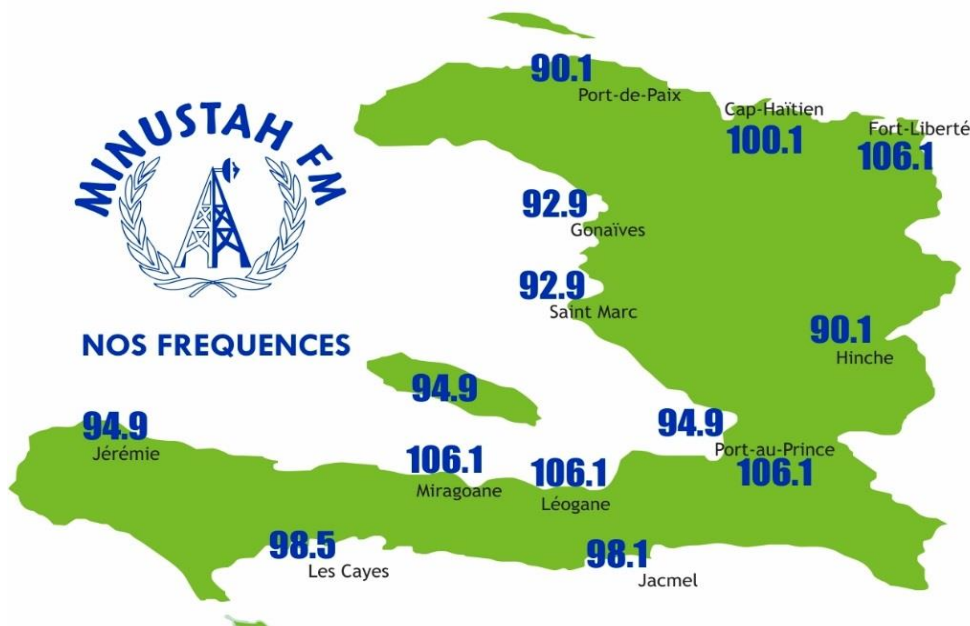 MINUSTAH FM
NOS FREQUENCES
90.1
Port-de-Paix
Cap-Haïtien
100.1
Fort-Liberté
106.1
92.9
Gonaïves
92.9
Saint Marc
90.1
Hinche
94.9
94.9
Jérémie
94.9
Port-au-Prince
106.1
106.1
Miragoane
106.1
Léogane
98.5
Les Cayes
98.1
Jacmel